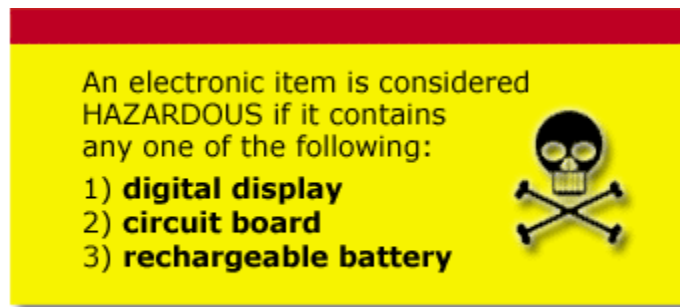 An electronic item is considered
HAZARDOUS if it contains
any one of the following:
1) digital display
2) circuit board
3) rechargeable battery